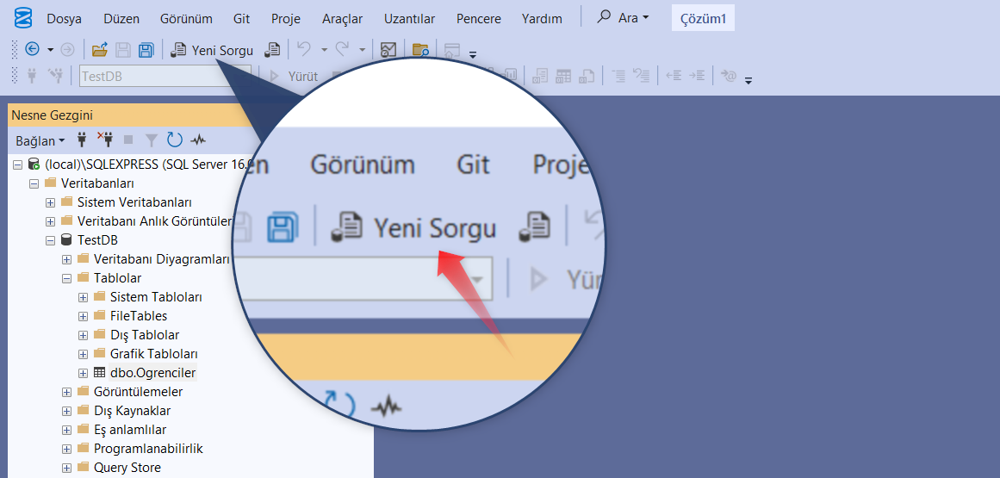 Dosya Düzen Görünüm Git Proje Araçlar Uzantılar Pencere Yardım Ara Çözüm1
Yeni Sorgu
TestDB Yürüt
Nesne Gezgini
Bağlan
(local)\SQLEXPRESS (SQL Server 16.0
Veritabanları
Sistem Veritabanları
Veritabanı Anlık Görüntüler
TestDB
Veritabanı Diyagramları
Tablolar
Sistem Tabloları
FileTables
Dış Tablolar
Grafik Tabloları
dbo.Ogrenciler
Görüntülemeler
Dış Kaynaklar
Eş anlamlılar
Programlanabilirlik
Query Store
en Görünüm Git Proje
Yeni Sorgu
Yür